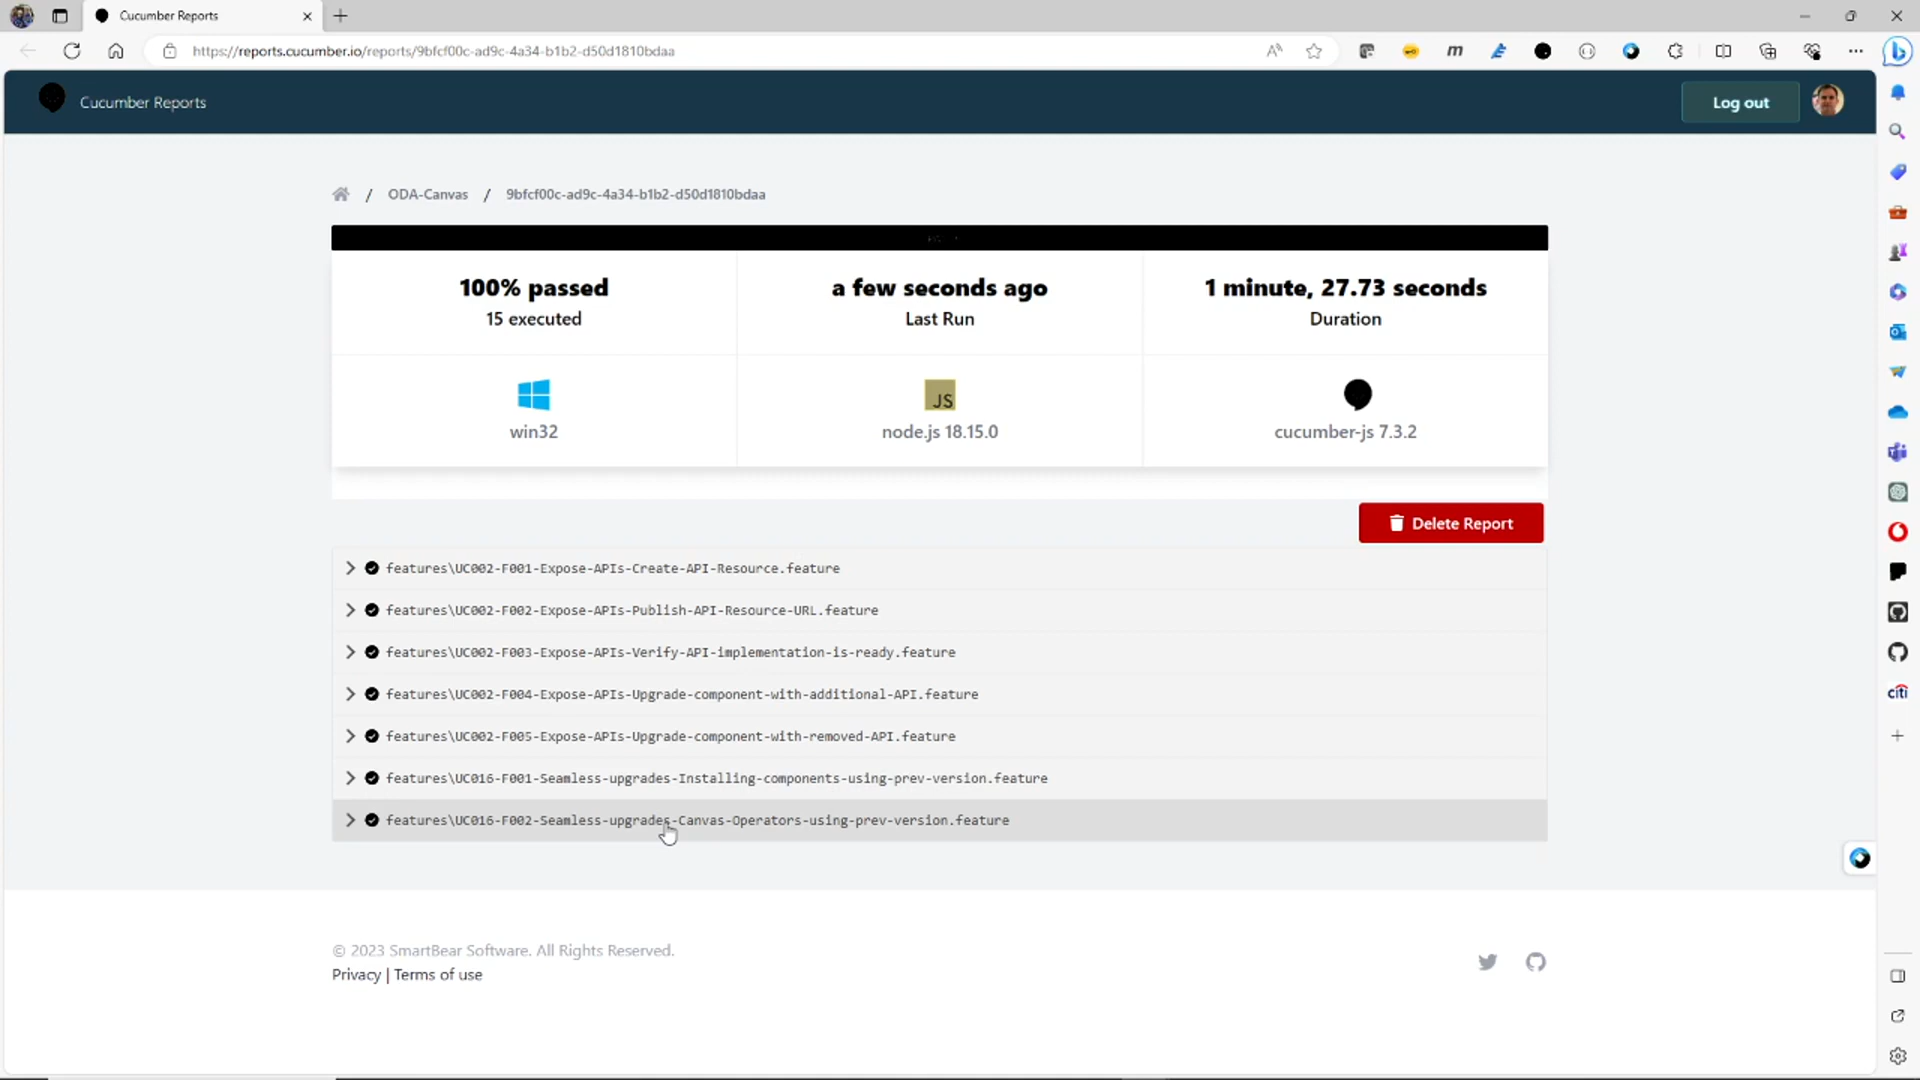 Cucumber Reports
https://reports.cucumber.io/reports/9bfcf00c-ad9c-4a34-b1b2-d50d1810bdaa
Cucumber Reports
Log out
/ ODA-Canvas / 9bfcf00c-ad9c-4a34-b1b2-d50d1810bdaa
100% passed
15 executed
a few seconds ago
Last Run
1 minute, 27.73 seconds
Duration
win32
JS
node.js 18.15.0
cucumber-js 7.3.2
Delete Report
features\UC002-F001-Expose-APIs-Create-API-Resource.feature
features\UC002-F002-Expose-APIs-Publish-API-Resource-URL.feature
features\UC002-F003-Expose-APIs-Verify-API-implementation-is-ready.feature
features\UC002-F004-Expose-APIs-Upgrade-component-with-additional-API.feature
features\UC002-F005-Expose-APIs-Upgrade-component-with-removed-API.feature
features\UC016-F001-Seamless-upgrades-Installing-components-using-prev-version.feature
features\UC016-F002-Seamless-upgrades-Canvas-Operators-using-prev-version.feature
citi
© 2023 SmartBear Software. All Rights Reserved.
Privacy | Terms of use